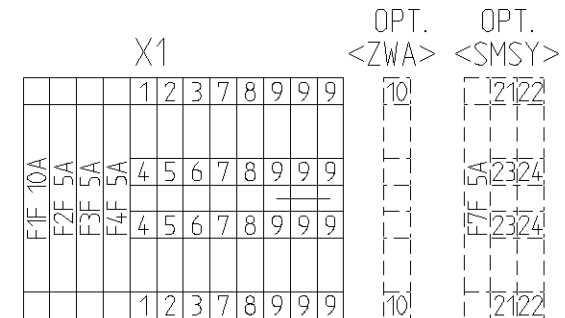 OPT. OPT.
X1 <ZWA> <SMSY>
1 2 3 7 8 9 9 9 10 21 22
F1F 10A
F2F 5A
F3F 5A
F4F 5A
4 5 6 7 8 9 9 9 23 24
F7F 5A
4 5 6 7 8 9 9 9 23 24
1 2 3 7 8 9 9 9 10 21 22